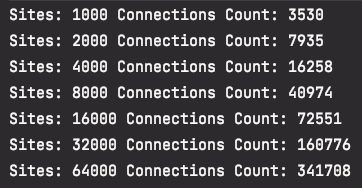 Sites: 1000 Connections Count: 3530
Sites: 2000 Connections Count: 7935
Sites: 4000 Connections Count: 16258
Sites: 8000 Connections Count: 40974
Sites: 16000 Connections Count: 72551
Sites: 32000 Connections Count: 160776
Sites: 64000 Connections Count: 341708